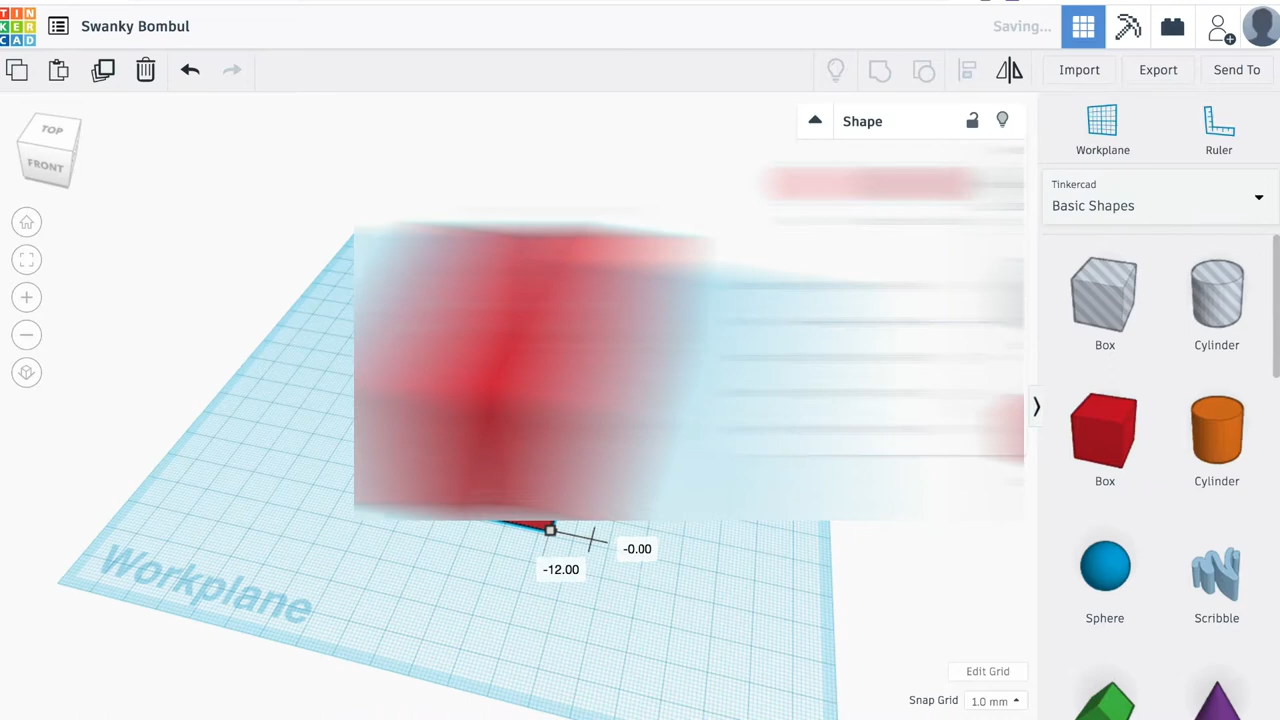 TIN
KER
CAD
Swanky Bombul
Saving...
Import
Export
Send To
TOP
FRONT
Shape
Workplane
Ruler
Tinkercad
Basic Shapes
Box
Cylinder
Box
Cylinder
Sphere
Scribble
-0.00
-12.00
Workplane
Edit Grid
Snap Grid
1.0 mm